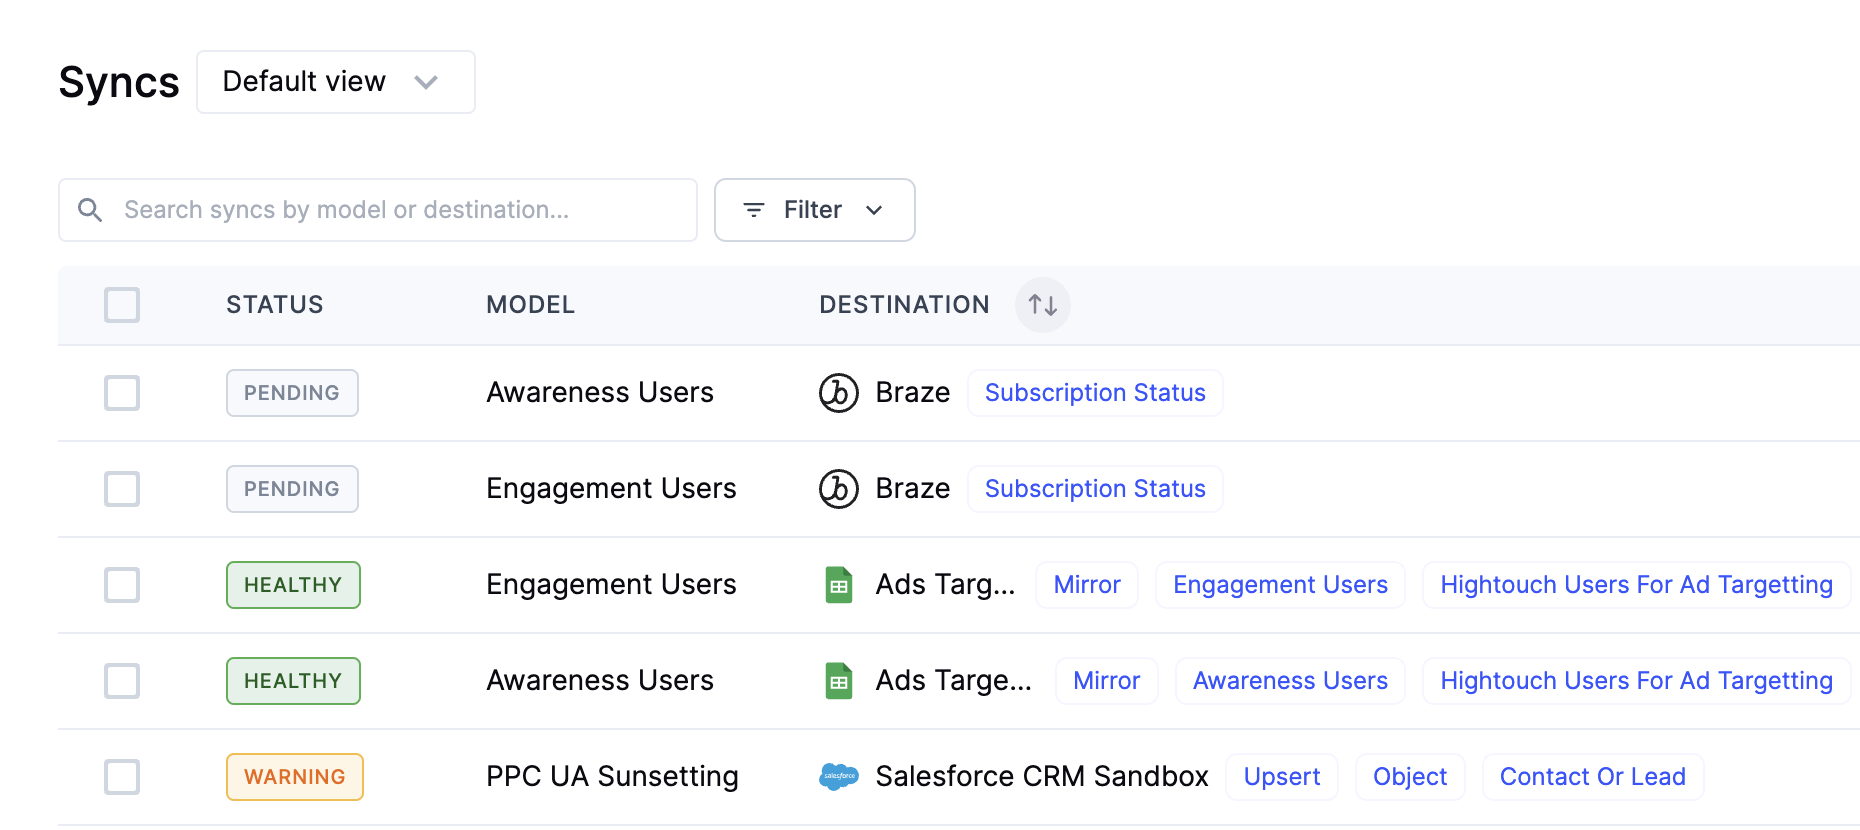 Syncs Default view
Search syncs by model or destination...
Filter
STATUS MODEL DESTINATION
PENDING Awareness Users Braze Subscription Status
PENDING Engagement Users Braze Subscription Status
HEALTHY Engagement Users Ads Targ... Mirror Engagement Users Hightouch Users For Ad Targetting
HEALTHY Awareness Users Ads Targe... Mirror Awareness Users Hightouch Users For Ad Targetting
WARNING PPC UA Sunsetting salesforce Salesforce CRM Sandbox Upsert Object Contact Or Lead